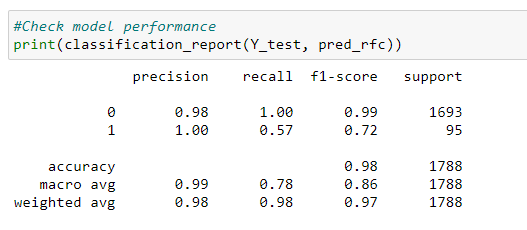 #Check model performance
print(classification_report(Y_test, pred_rfc))
precision recall f1-score support
0 0.98 1.00 0.99 1693
1 1.00 0.57 0.72 95
accuracy 0.98 1788
macro avg 0.99 0.78 0.86 1788
weighted avg 0.98 0.98 0.97 1788